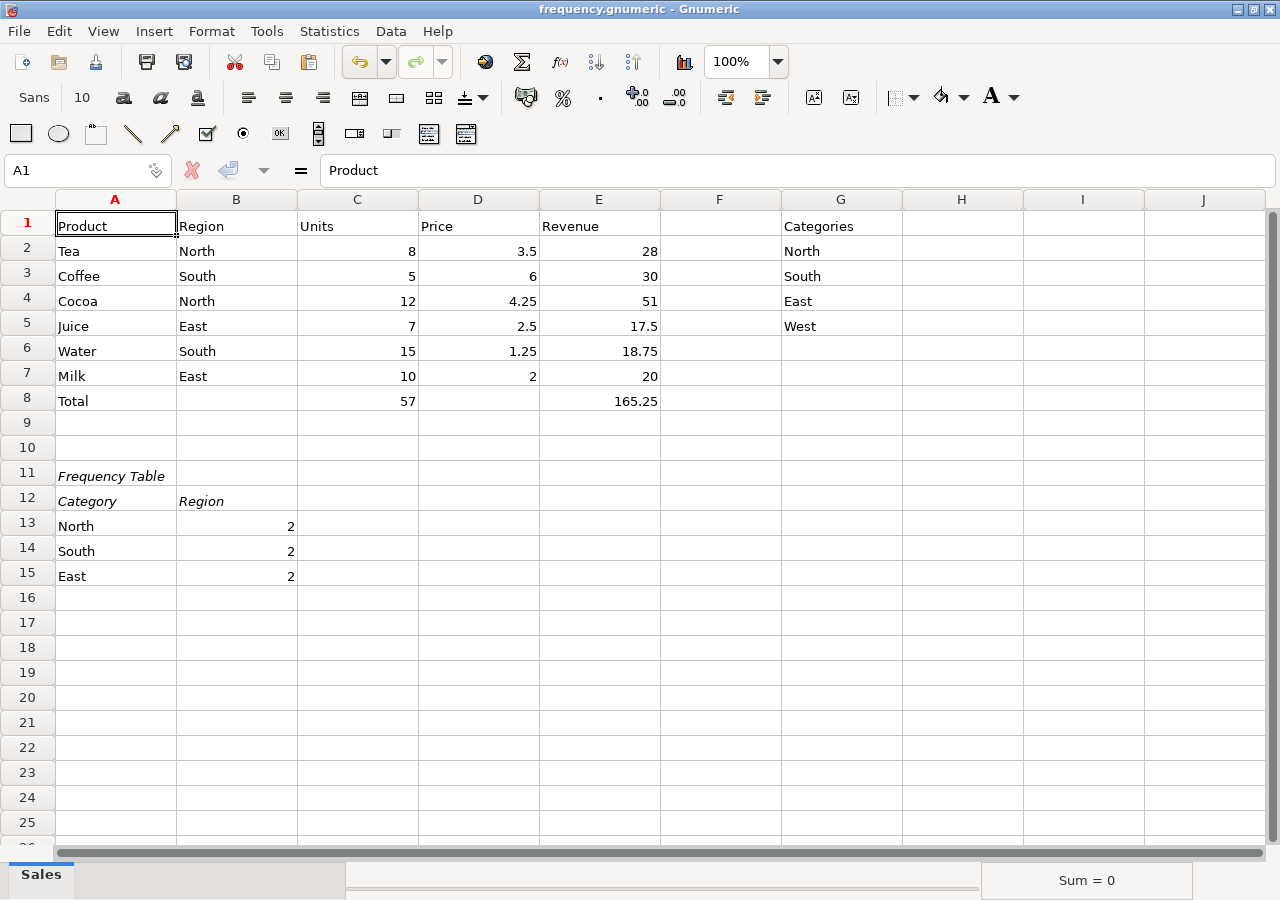 frequency.gnumeric - Gnumeric
File Edit View Insert Format Tools Statistics Data Help
f(x) 100%
Sans 10 a a a % +.0 .00 .00 .0 A A A
OK
A1 = Product
A B C D E F G H I J
1 Product Region Units Price Revenue Categories
2 Tea North 8 3.5 28 North
3 Coffee South 5 6 30 South
4 Cocoa North 12 4.25 51 East
5 Juice East 7 2.5 17.5 West
6 Water South 15 1.25 18.75
7 Milk East 10 2 20
8 Total 57 165.25
9
10
11 Frequency Table
12 Category Region
13 North 2
14 South 2
15 East 2
16
17
18
19
20
21
22
23
24
25
Sales Sum = 0